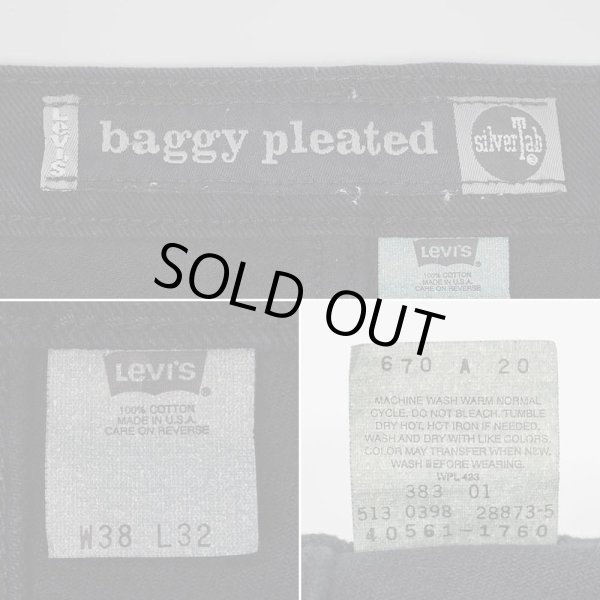 LEVI'S
baggy pleated
silverTab
®
LEVI'S
100% COTTON
MADE IN U.S.A.
CARE ON REVERSE
SOLD OUT
LEVI'S
100% COTTON
MADE IN U.S.A.
CARE ON REVERSE
W38 L32
670 A 20
MACHINE WASH WARM NORMAL
CYCLE, DO NOT BLEACH. TUMBLE
DRY HOT, HOT IRON IF NEEDED,
WASH AND DRY WITH LIKE COLORS,
COLOR MAY TRANSFER WHEN NEW.
WASH BEFORE WEARING.
WPL 423
383 01
513 0398 28873-5
40561-1760